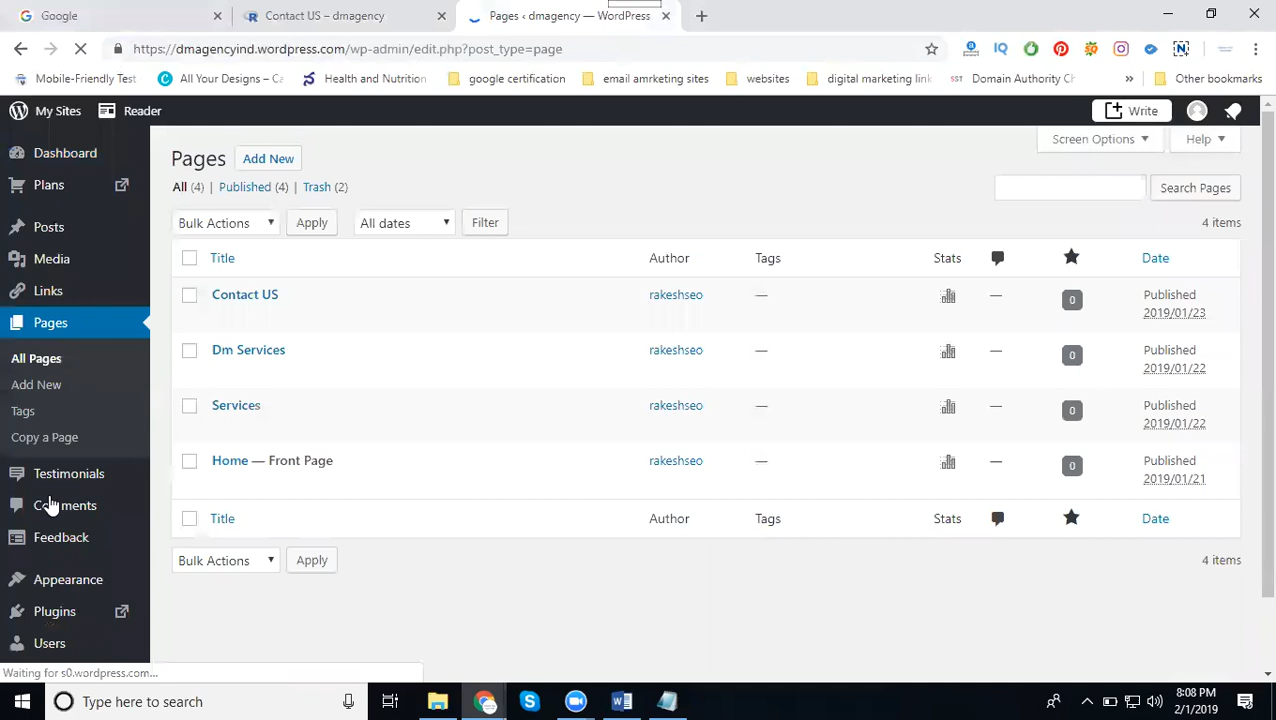 Google
Contact US – dmagency
Pages ‹ dmagency — WordPress
https://dmagencyind.wordpress.com/wp-admin/edit.php?post_type=page
Mobile-Friendly Test
All Your Designs – Ca
Health and Nutrition
google certification
email amrketing sites
websites
digital marketing link
SST Domain Authority Ch
Other bookmarks
My Sites
Reader
Write
Dashboard
Plans
Posts
Media
Links
Pages
All Pages
Add New
Tags
Copy a Page
Testimonials
Comments
Feedback
Appearance
Plugins
Users
Pages
Add New
Screen Options
Help
All (4) | Published (4) | Trash (2)
Search Pages
Bulk Actions
Apply
All dates
Filter
4 items
Title Author Tags Stats Date
Contact US rakeshseo — — 0 Published
2019/01/23
Dm Services rakeshseo — — 0 Published
2019/01/22
Services rakeshseo — — 0 Published
2019/01/22
Home — Front Page rakeshseo — — 0 Published
2019/01/21
Title Author Tags Stats Date
Bulk Actions
Apply
4 items
Waiting for s0.wordpress.com...
Type here to search
8:08 PM
2/1/2019